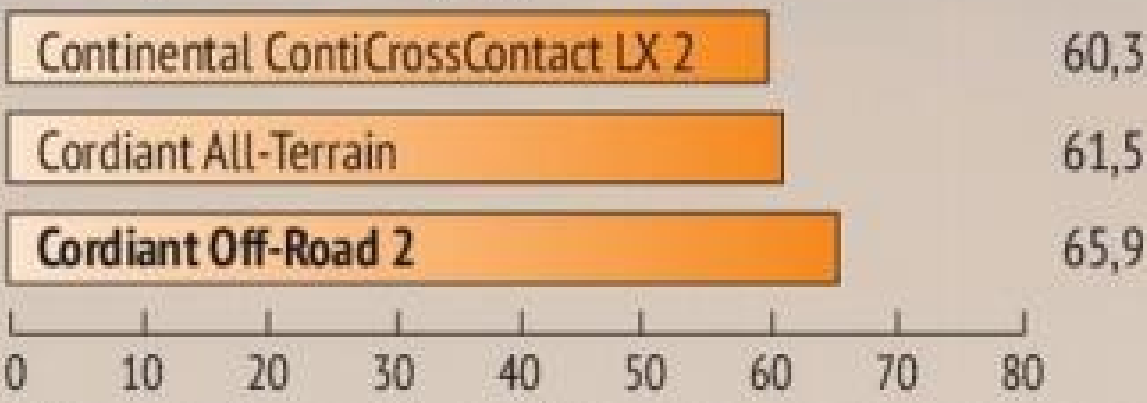 Continental ContiCrossContact LX 2 60,3
Cordiant All-Terrain 61,5
Cordiant Off-Road 2 65,9
0 10 20 30 40 50 60 70 80